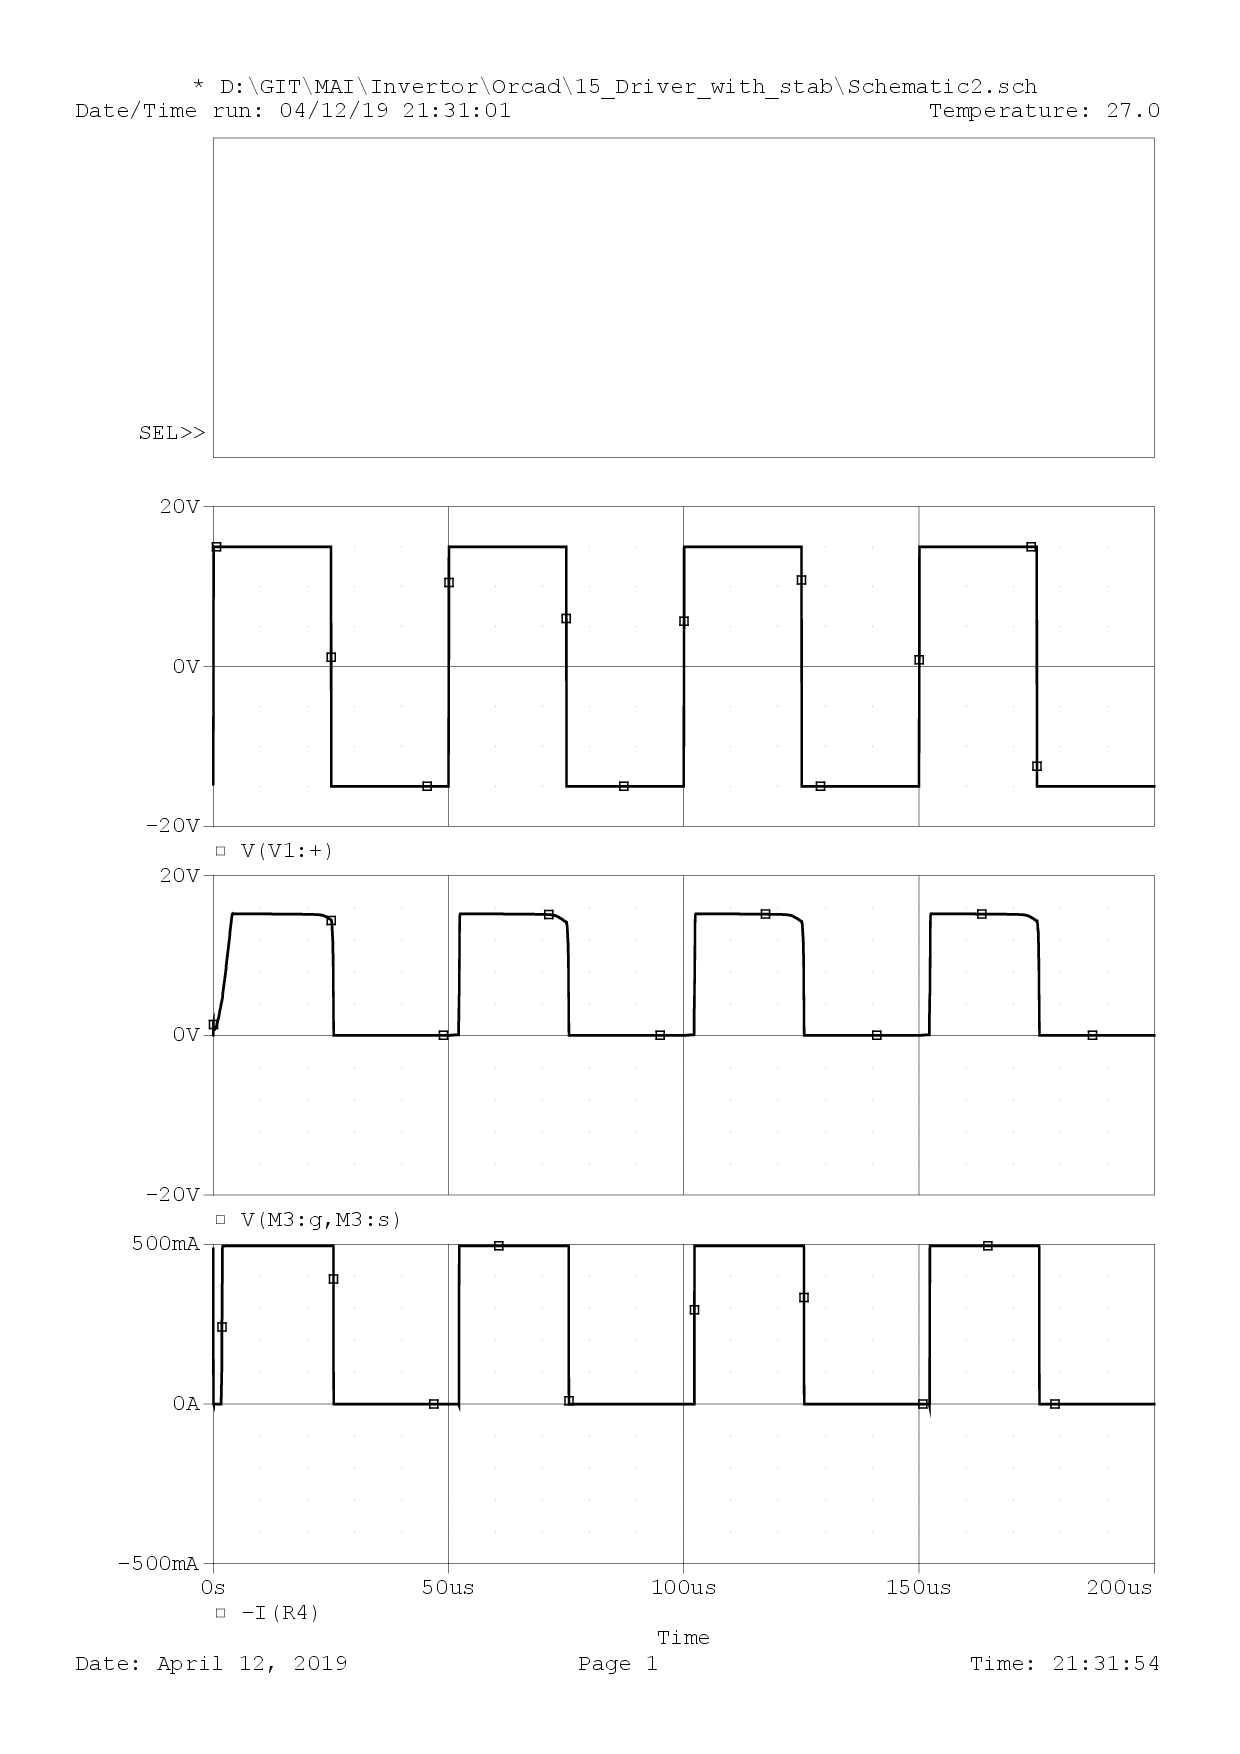 * D:\GIT\MAI\Invertor\Orcad\15_Driver_with_stab\Schematic2.sch
Date/Time run: 04/12/19 21:31:01 Temperature: 27.0
SEL>>
20V
0V
-20V
V(V1:+)
20V
0V
-20V
V(M3:g,M3:s)
500mA
0A
-500mA
0s 50us 100us 150us 200us
-I(R4)
Time
Date: April 12, 2019 Page 1 Time: 21:31:54